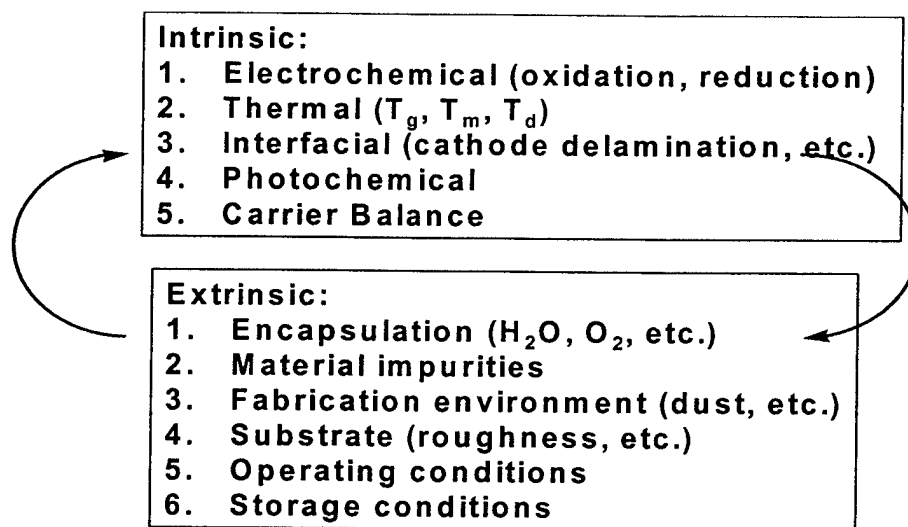 Intrinsic:
1. Electrochemical (oxidation, reduction)
2. Thermal (Tg, Tm, Td)
3. Interfacial (cathode delamination, etc.)
4. Photochemical
5. Carrier Balance
Extrinsic:
1. Encapsulation (H₂O, O₂, etc.)
2. Material impurities
3. Fabrication environment (dust, etc.)
4. Substrate (roughness, etc.)
5. Operating conditions
6. Storage conditions